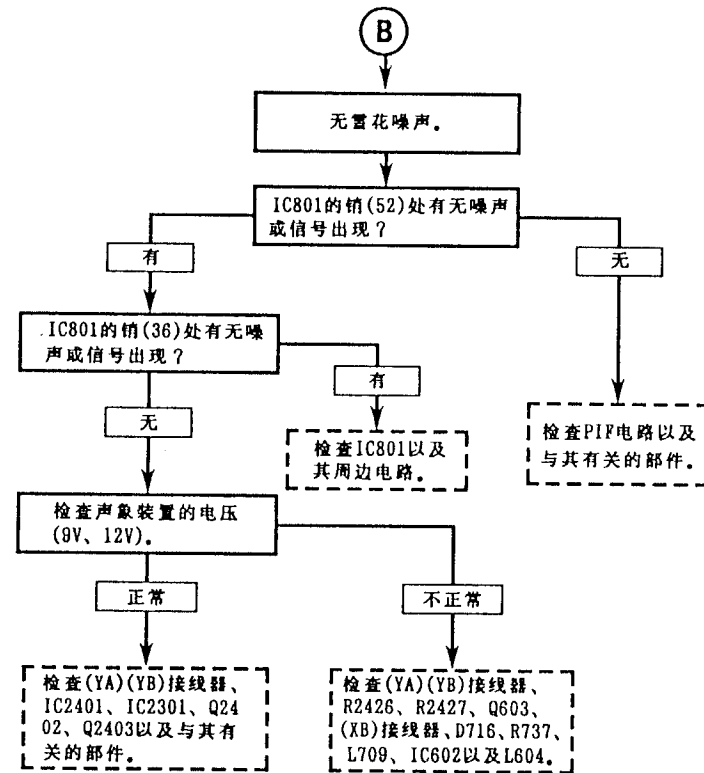 B
无雪花噪声。
IC801的销(52)处有无噪声
或信号出现？
有
无
IC801的销(36)处有无噪
声或信号出现？
有
无
检查IC801以及
其周边电路。
检查PIF电路以及
与其有关的部件。
检查声象装置的电压
(9V、12V)。
正常
不正常
检查(YA)(YB)接线器、
IC2401、IC2301、Q24
02、Q2403以及与其有
关的部件。
检查(YA)(YB)接线器、
R2426、R2427、Q603、
(XB)接线器、D716、R737、
L709、IC602以及L604。